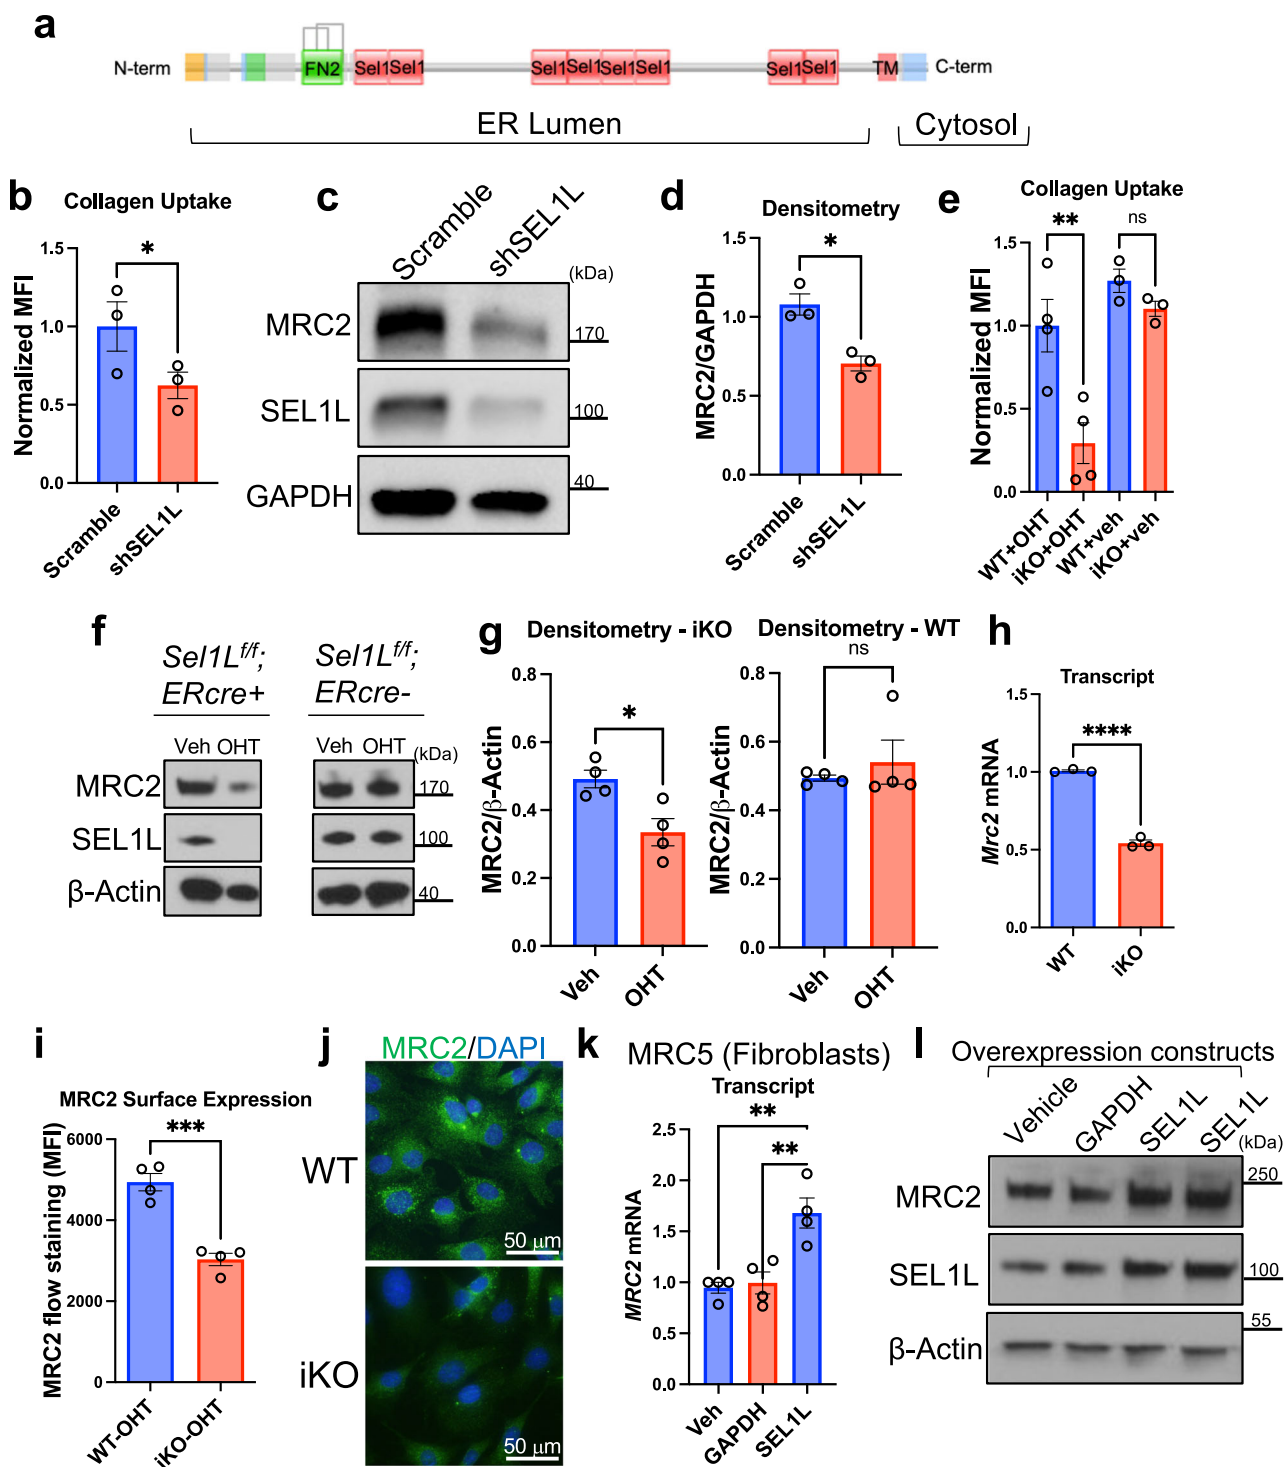 a
N-term
FN2
Sel1
Sel1
Sel1
Sel1
Sel1
Sel1
Sel1
Sel1
TM
C-term
ER Lumen
Cytosol
b
Collagen Uptake
Normalized MFI
1.5
1.0
0.5
0.0
*
Scramble
shSEL1L
c
Scramble
shSEL1L
(kDa)
MRC2
170
SEL1L
100
GAPDH
40
d
Densitometry
MRC2/GAPDH
1.5
1.0
0.5
0.0
*
Scramble
shSEL1L
e
Collagen Uptake
Normalized MFI
1.5
1.0
0.5
0.0
**
ns
WT+OHT
iKO+OHT
WT+veh
iKO+veh
f
Sel1L f/f;
ERcre+
Sel1L f/f;
ERcre-
Veh OHT
Veh OHT
(kDa)
MRC2
170
SEL1L
100
β-Actin
40
g
Densitometry - iKO
MRC2/β-Actin
0.8
0.6
0.4
0.2
0.0
*
Veh
OHT
Densitometry - WT
ns
MRC2/β-Actin
0.8
0.6
0.4
0.2
0.0
Veh
OHT
h
Transcript
Mrc2 mRNA
1.5
1.0
0.5
0.0
****
WT
iKO
i
MRC2 Surface Expression
MRC2 flow staining (MFI)
6000
4000
2000
0
***
WT-OHT
iKO-OHT
j
MRC2/DAPI
WT
50 µm
iKO
50 µm
k
MRC5 (Fibroblasts)
Transcript
MRC2 mRNA
2.5
2.0
1.5
1.0
0.5
0.0
**
**
Veh
GAPDH
SEL1L
l
Overexpression constructs
Vehicle
GAPDH
SEL1L
SEL1L
(kDa)
MRC2
250
SEL1L
100
55
β-Actin